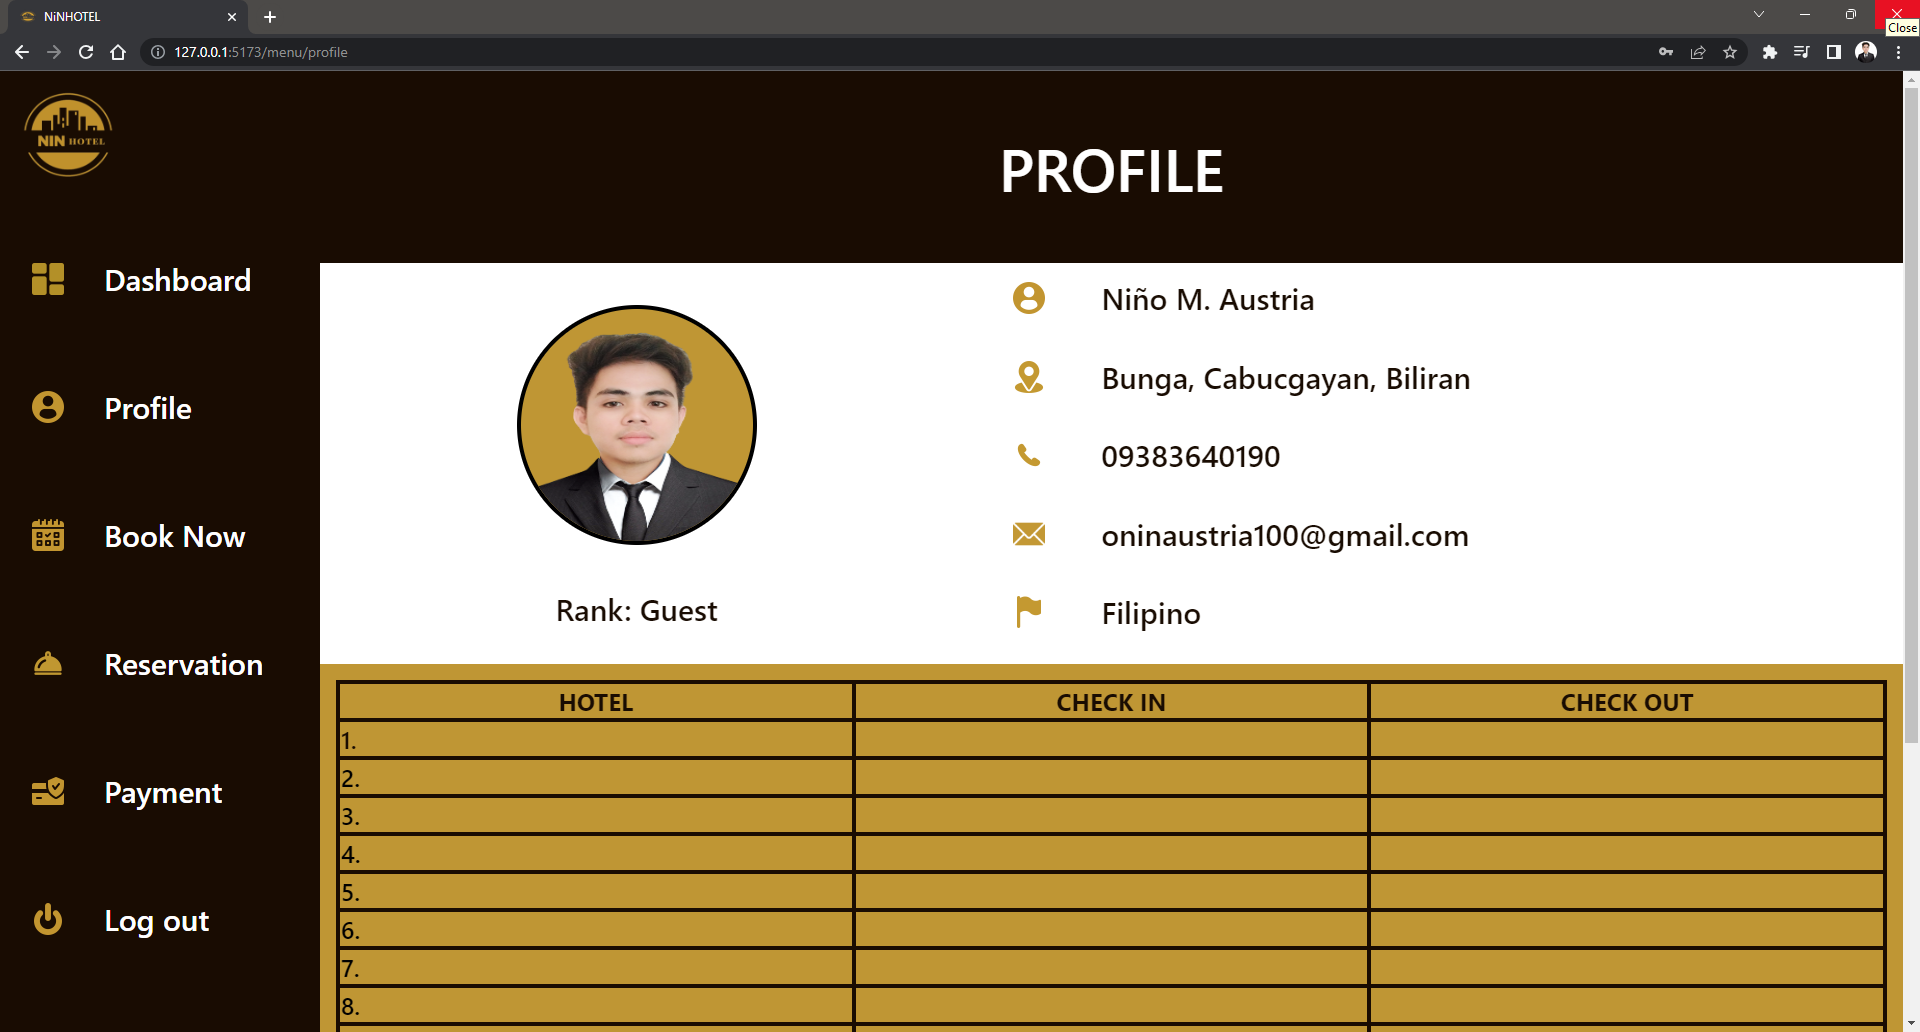 NiNHOTEL
Close
127.0.0.1:5173/menu/profile
NIN HOTEL
PROFILE
Dashboard
Profile
Book Now
Reservation
Payment
Log out
Niño M. Austria
Bunga, Cabucgayan, Biliran
09383640190
oninaustria100@gmail.com
Filipino
Rank: Guest
HOTEL CHECK IN CHECK OUT
1.
2.
3.
4.
5.
6.
7.
8.